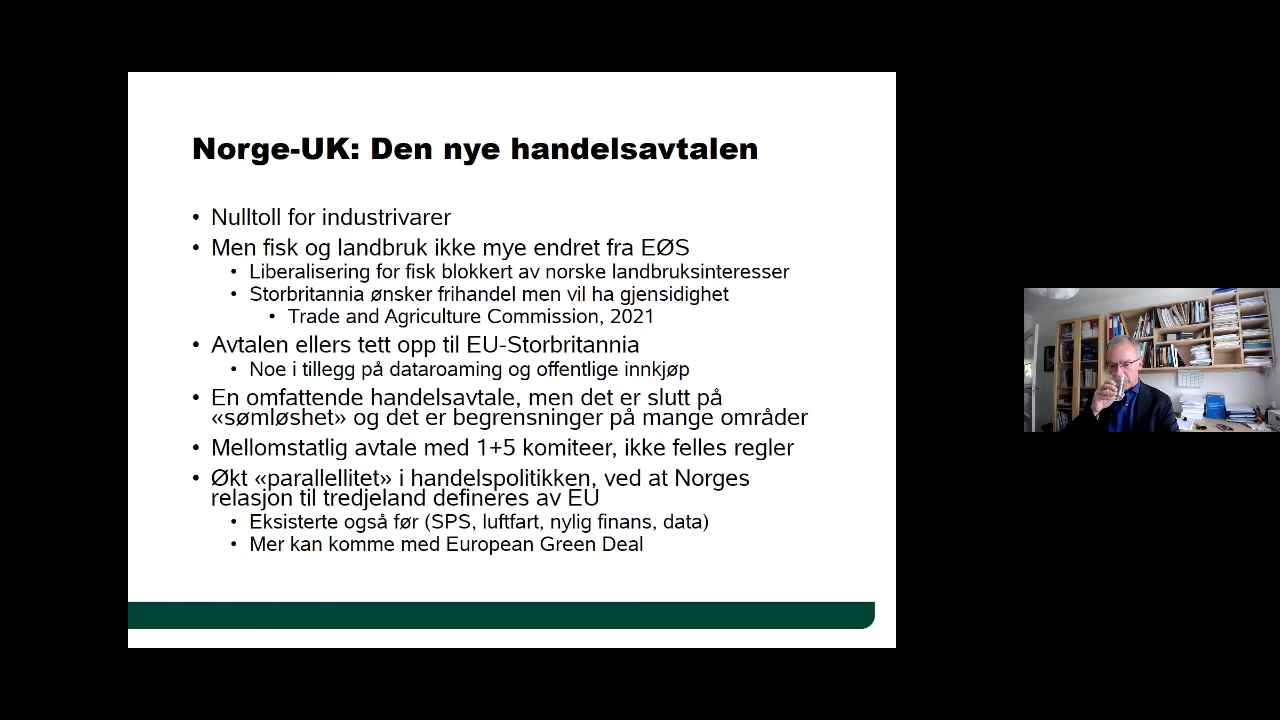 Norge-UK: Den nye handelsavtalen
• Nulltoll for industrivarer
• Men fisk og landbruk ikke mye endret fra EØS
• Liberalisering for fisk blokkert av norske landbruksinteresser
• Storbritannia ønsker frihandel men vil ha gjensidighet
• Trade and Agriculture Commission, 2021
• Avtalen ellers tett opp til EU-Storbritannia
• Noe i tillegg på dataroaming og offentlige innkjøp
• En omfattende handelsavtale, men det er slutt på
«sømløshet» og det er begrensninger på mange områder
• Mellomstatlig avtale med 1+5 komiteer, ikke felles regler
• Økt «parallellitet» i handelspolitikken, ved at Norges
relasjon til tredjeland defineres av EU
• Eksisterte også før (SPS, luftfart, nylig finans, data)
• Mer kan komme med European Green Deal